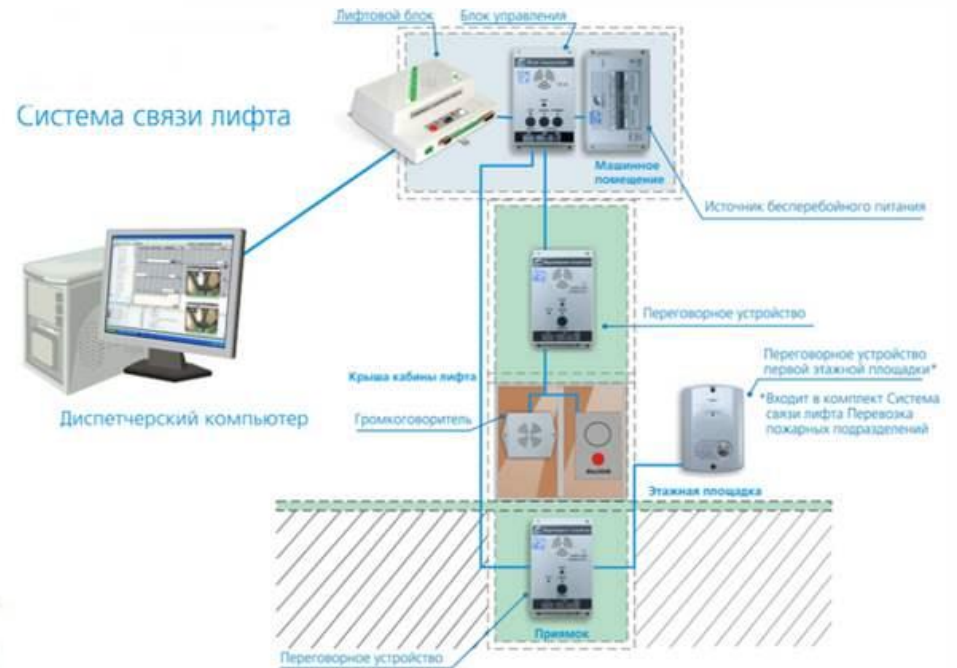 Лифтовой блок
Блок управления
Система связи лифта
Машинное
помещение
Источник бесперебойного питания
Переговорное устройство
Переговорное устройство
первой этажной площадки*
*Входит в комплект Система
связи лифта Перевозка
пожарных подразделений
Крыша кабины лифта
Громкоговоритель
Диспетчерский компьютер
Этажная площадка
Приямок
Переговорное устройство